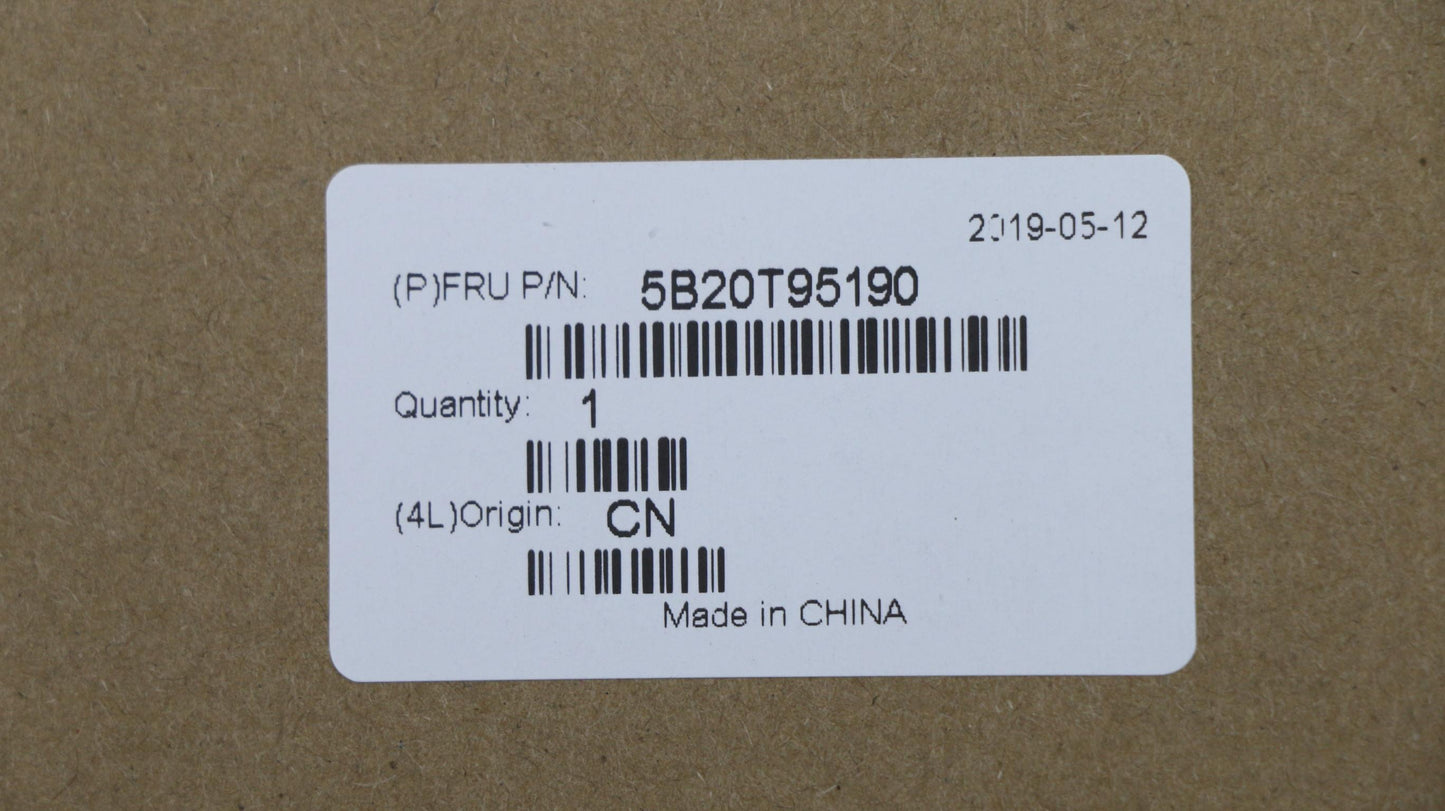 2019-05-12
(P)FRU P/N: 5B20T95190
Quantity: 1
(4L)Origin: CN
Made in CHINA